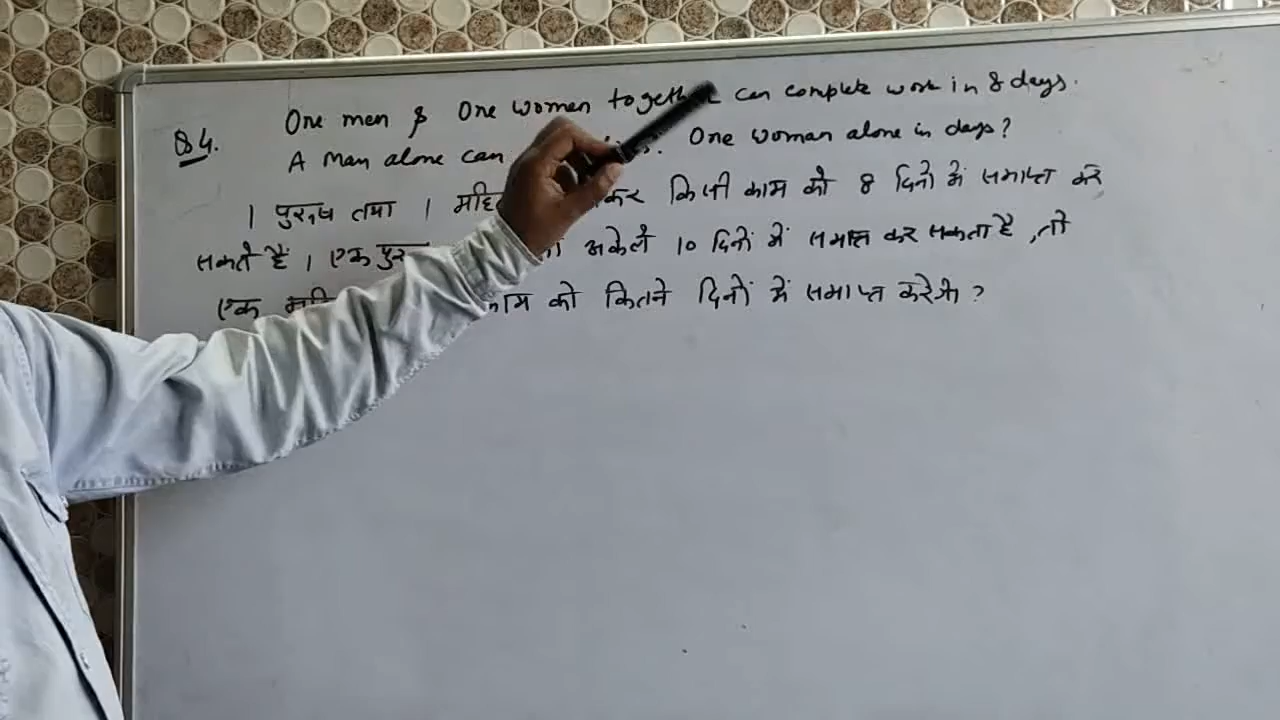 Q4. One men & One women together can complete work in 8 days.
A man alone can One woman alone in days?
1 पुरुष तथा 1 किसी काम को 8 दिनों में समाप्त कर
सकते हैं । एक अकेले 10 दिनों में समाप्त कर सकता है , तो
एक काम को कितने दिनों में समाप्त करेगी ?